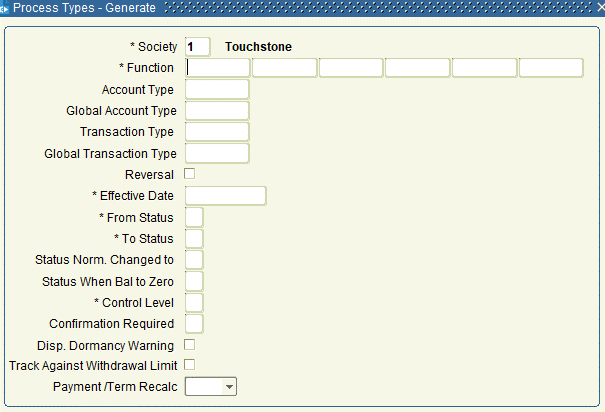 Process Types - Generate
* Society 1 Touchstone
* Function
Account Type
Global Account Type
Transaction Type
Global Transaction Type
Reversal
* Effective Date
* From Status
* To Status
Status Norm. Changed to
Status When Bal to Zero
* Control Level
Confirmation Required
Disp. Dormancy Warning
Track Against Withdrawal Limit
Payment /Term Recalc